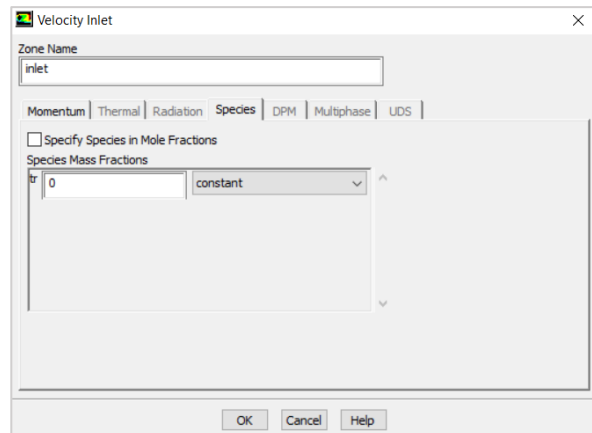 Velocity Inlet
Zone Name
inlet
Momentum Thermal Radiation Species DPM Multiphase UDS
Specify Species in Mole Fractions
Species Mass Fractions
tr 0 constant
OK Cancel Help